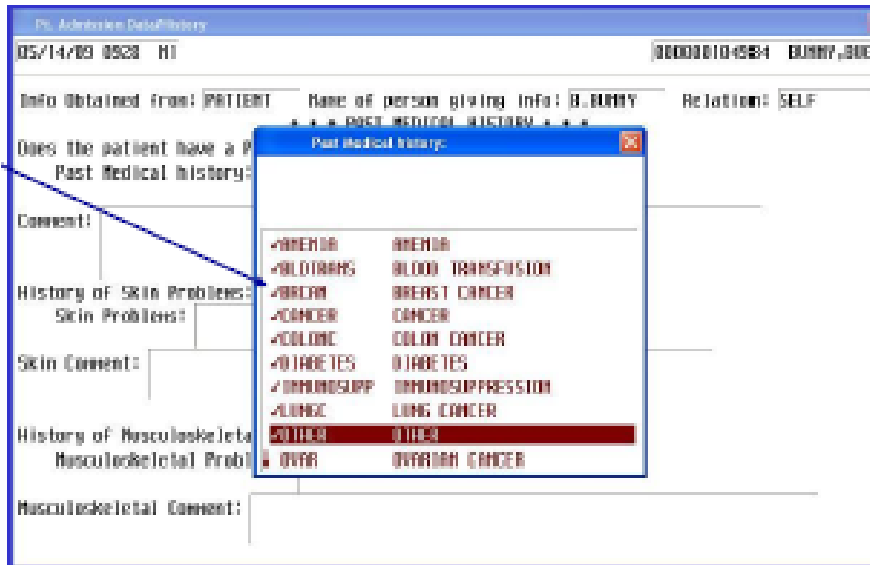 Pt. Admission Data/History
05/14/09 0928 MT
BUNNY,BUG
Info Obtained from: PATIENT Name of person giving info: B.BUNNY Relation: SELF
* * * PAST MEDICAL HISTORY * * *
Does the patient have a P
Past Medical history:
Past Medical history:
Comment:
ANEMIA ANEMIA
BLDTRANS BLOOD TRANSFUSION
BRCAN BREAST CANCER
History of Skin Problems:
CANCER CANCER
Skin Problems:
COLONC COLON CANCER
DIABETES DIABETES
Skin Comment:
IMMUNOSUPP IMMUNOSUPPRESSION
LUNGC LUNG CANCER
OTHER OTHER
History of Musculoskeleta
OVAR OVARIAN CANCER
Musculoskeletal Probl
Musculoskeletal Comment: